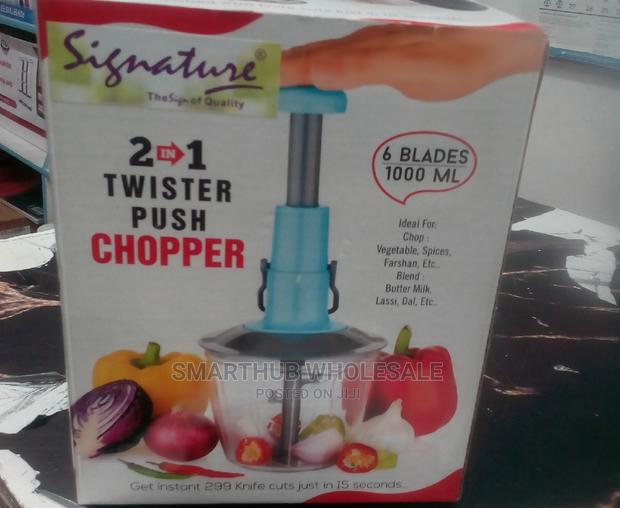 Signature®
The Sign of Quality
2 IN 1
TWISTER
PUSH
CHOPPER
6 BLADES
1000 ML
Ideal For:
Chop :
Vegetable, Spices,
Farshan, Etc..
Blend :
Butter Milk,
Lassi, Dal, Etc..
SMARTHUB WHOLESALE
POSTED ON JIJI
Get instant 299 Knife cuts just in 15 seconds..